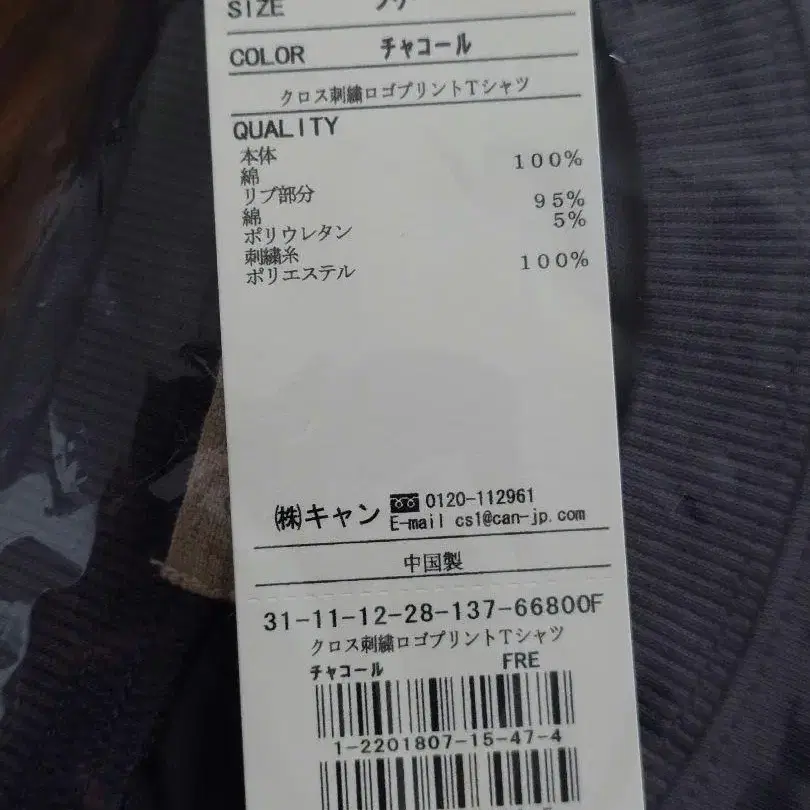 SIZE
COLOR チャコール
クロス刺繍ロゴプリントTシャツ
QUALITY
本体
綿 100%
リブ部分
綿 95%
ポリウレタン 5%
刺繍糸
ポリエステル 100%
㈱キャン 0120-112961
E-mail cs1@can-jp.com
中国製
31-11-12-28-137-66800F
クロス刺繍ロゴプリントTシャツ
チャコール FRE
1-2201807-15-47-4